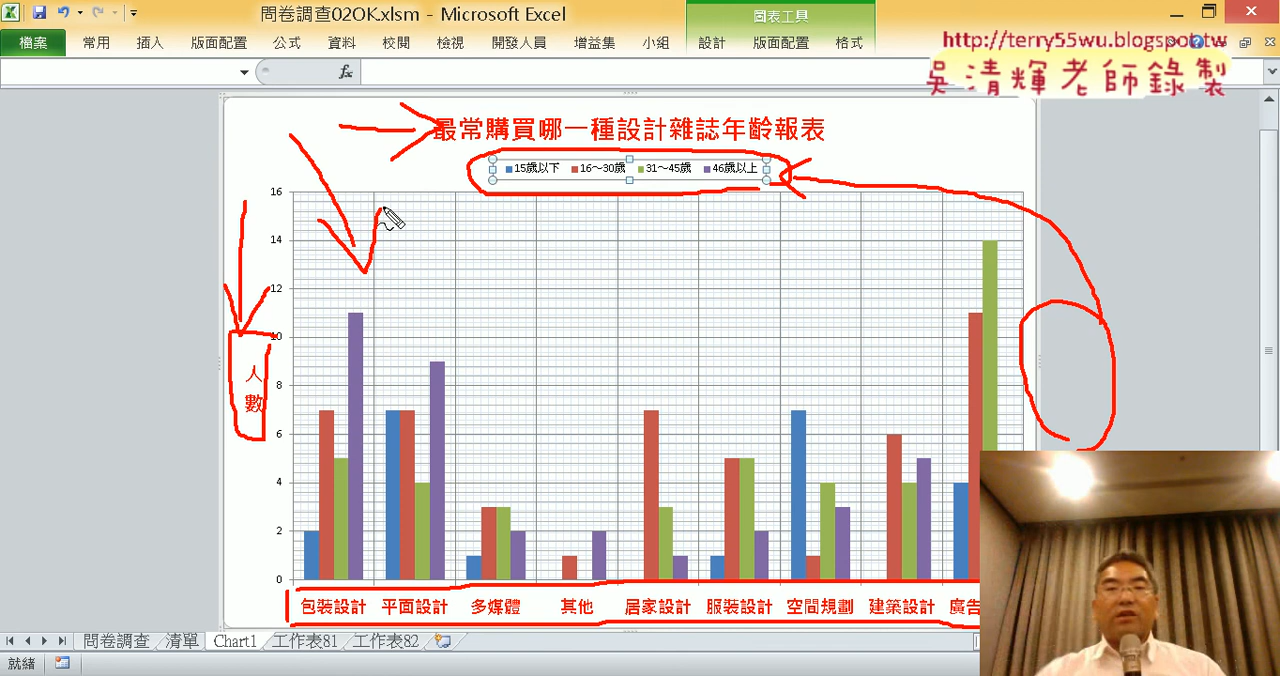 問卷調查02OK.xlsm - Microsoft Excel
圖表工具
檔案 常用 插入 版面配置 公式 資料 校閱 檢視 開發人員 增益集 小組 設計 版面配置 格式
http://terry55wu.blogspot.tw
吳清輝老師錄製
fx
最常購買哪一種設計雜誌年齡報表
15歲以下 16～30歲 31～45歲 46歲以上
16
14
12
10
8
6
4
2
0
人數
包裝設計 平面設計 多媒體 其他 居家設計 服裝設計 空間規劃 建築設計 廣告
問卷調查 清單 Chart1 工作表81 工作表82
就緒